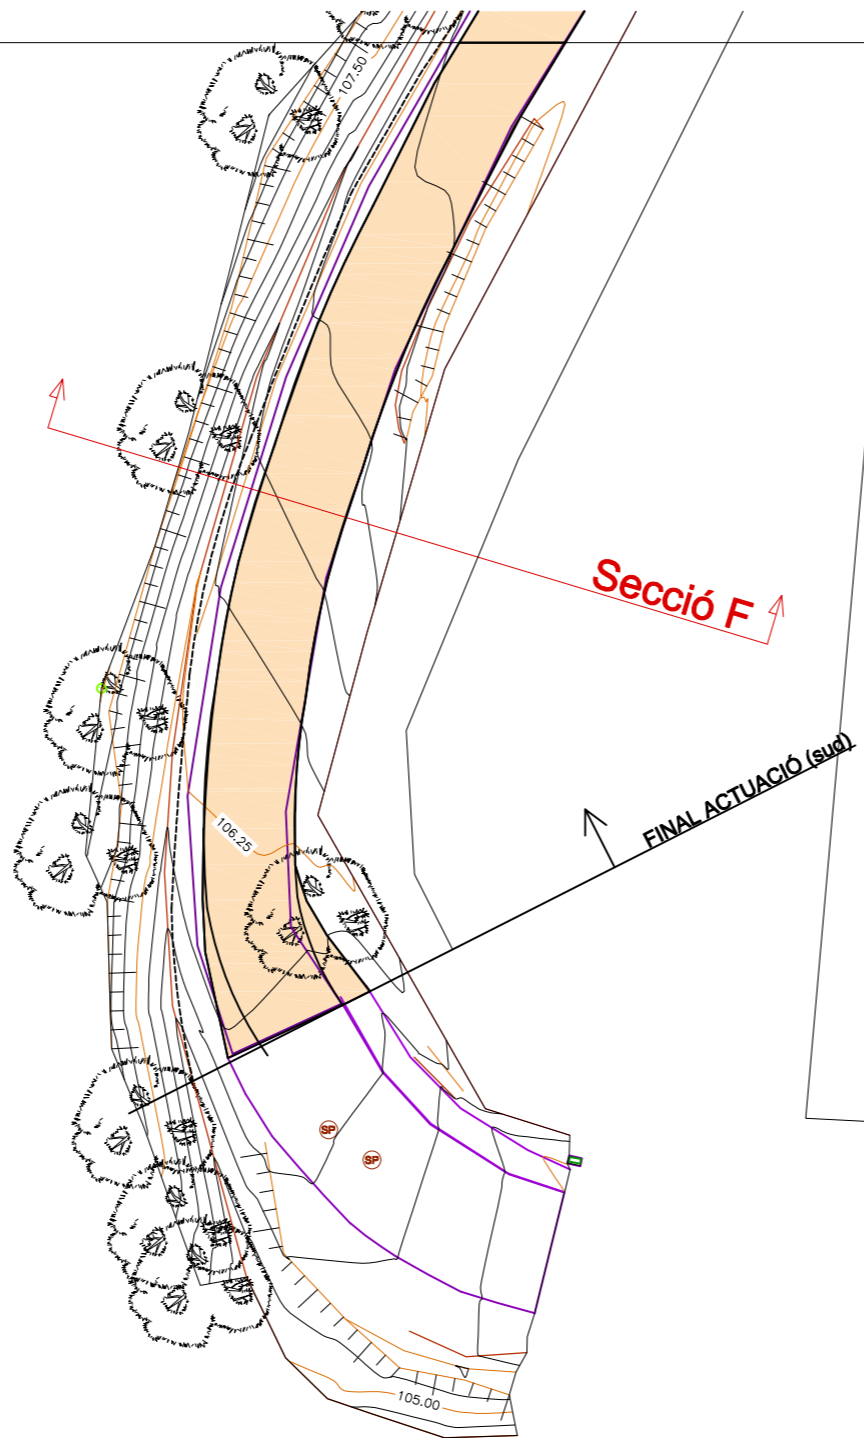 107.50
Secció F
FINAL ACTUACIÓ (sud)
106.25
SP
SP
105.00